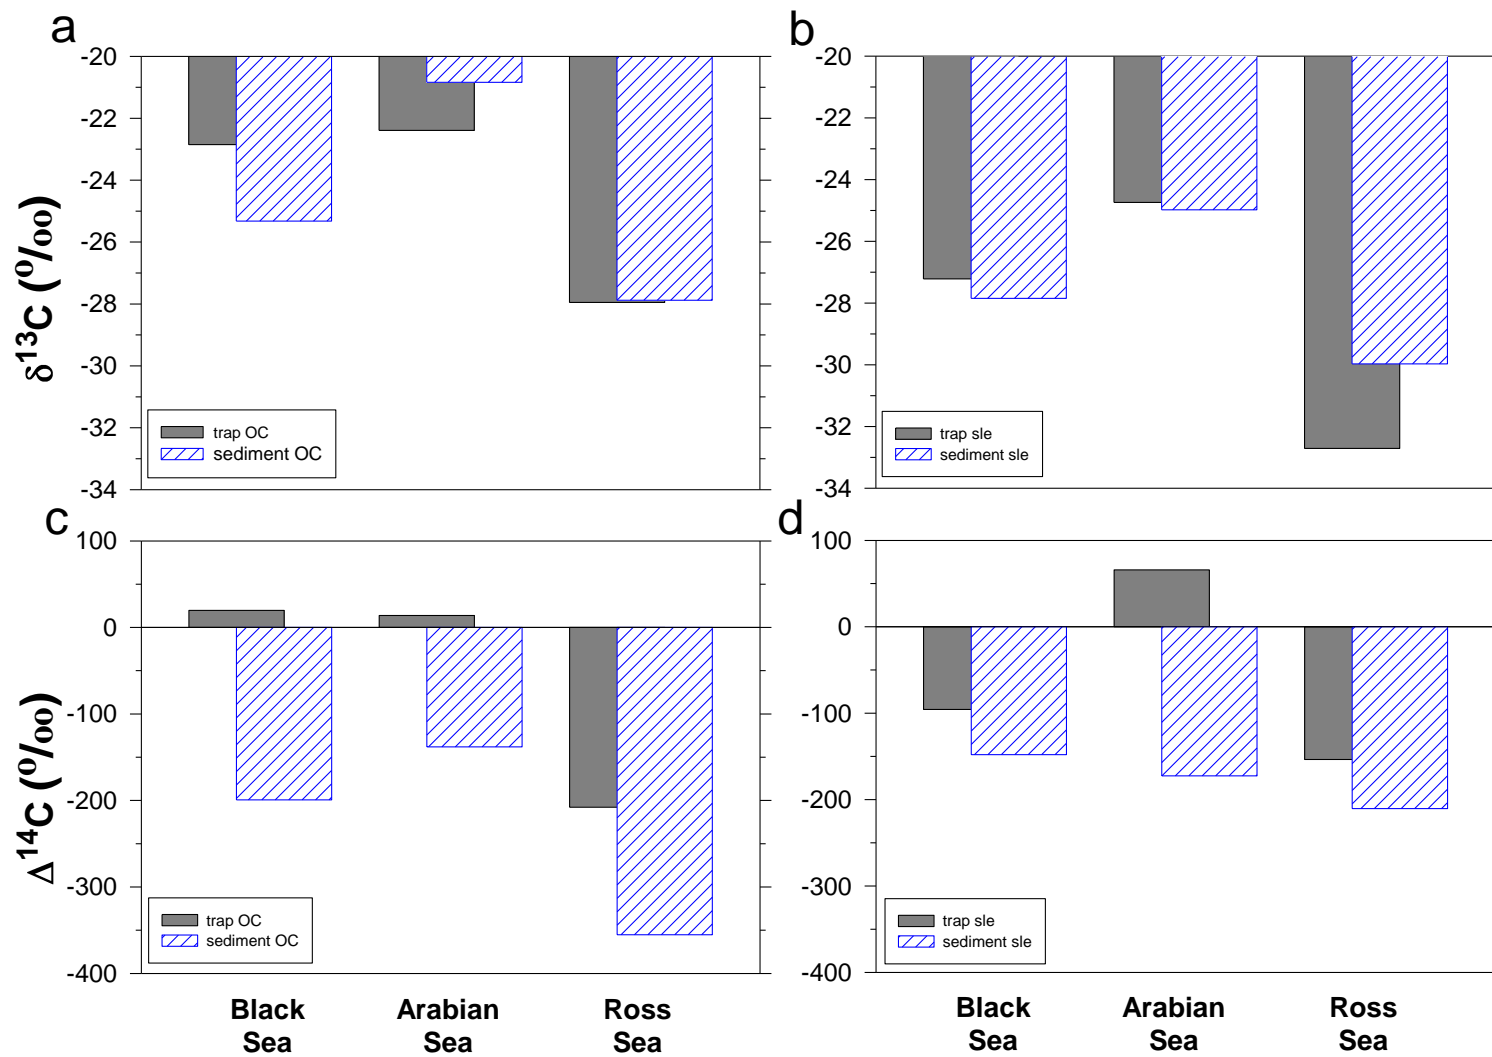 a
-20
-22
-24
-26
-28
-30
-32
-34
δ13C (0/00)
trap OC
sediment OC
b
-20
-22
-24
-26
-28
-30
-32
-34
trap sle
sediment sle
c
100
0
-100
-200
-300
-400
Δ14C (0/00)
trap OC
sediment OC
Black
Sea
Arabian
Sea
Ross
Sea
d
100
0
-100
-200
-300
-400
trap sle
sediment sle
Black
Sea
Arabian
Sea
Ross
Sea